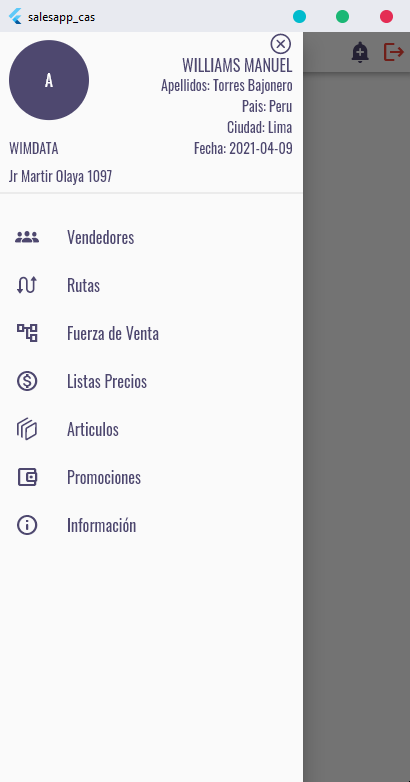 salesapp_cas
A
WILLIAMS MANUEL
Apellidos: Torres Bajonero
Pais: Peru
Ciudad: Lima
WIMDATA
Fecha: 2021-04-09
Jr Martir Olaya 1097
Vendedores
Rutas
Fuerza de Venta
Listas Precios
Articulos
Promociones
Información